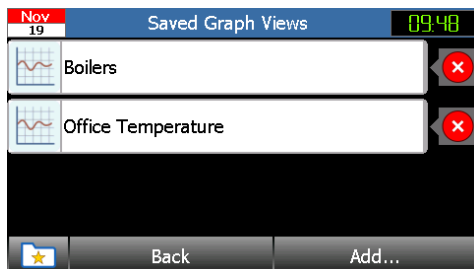 Nov
19
Saved Graph Views
09:48
Boilers
Office Temperature
Back
Add...